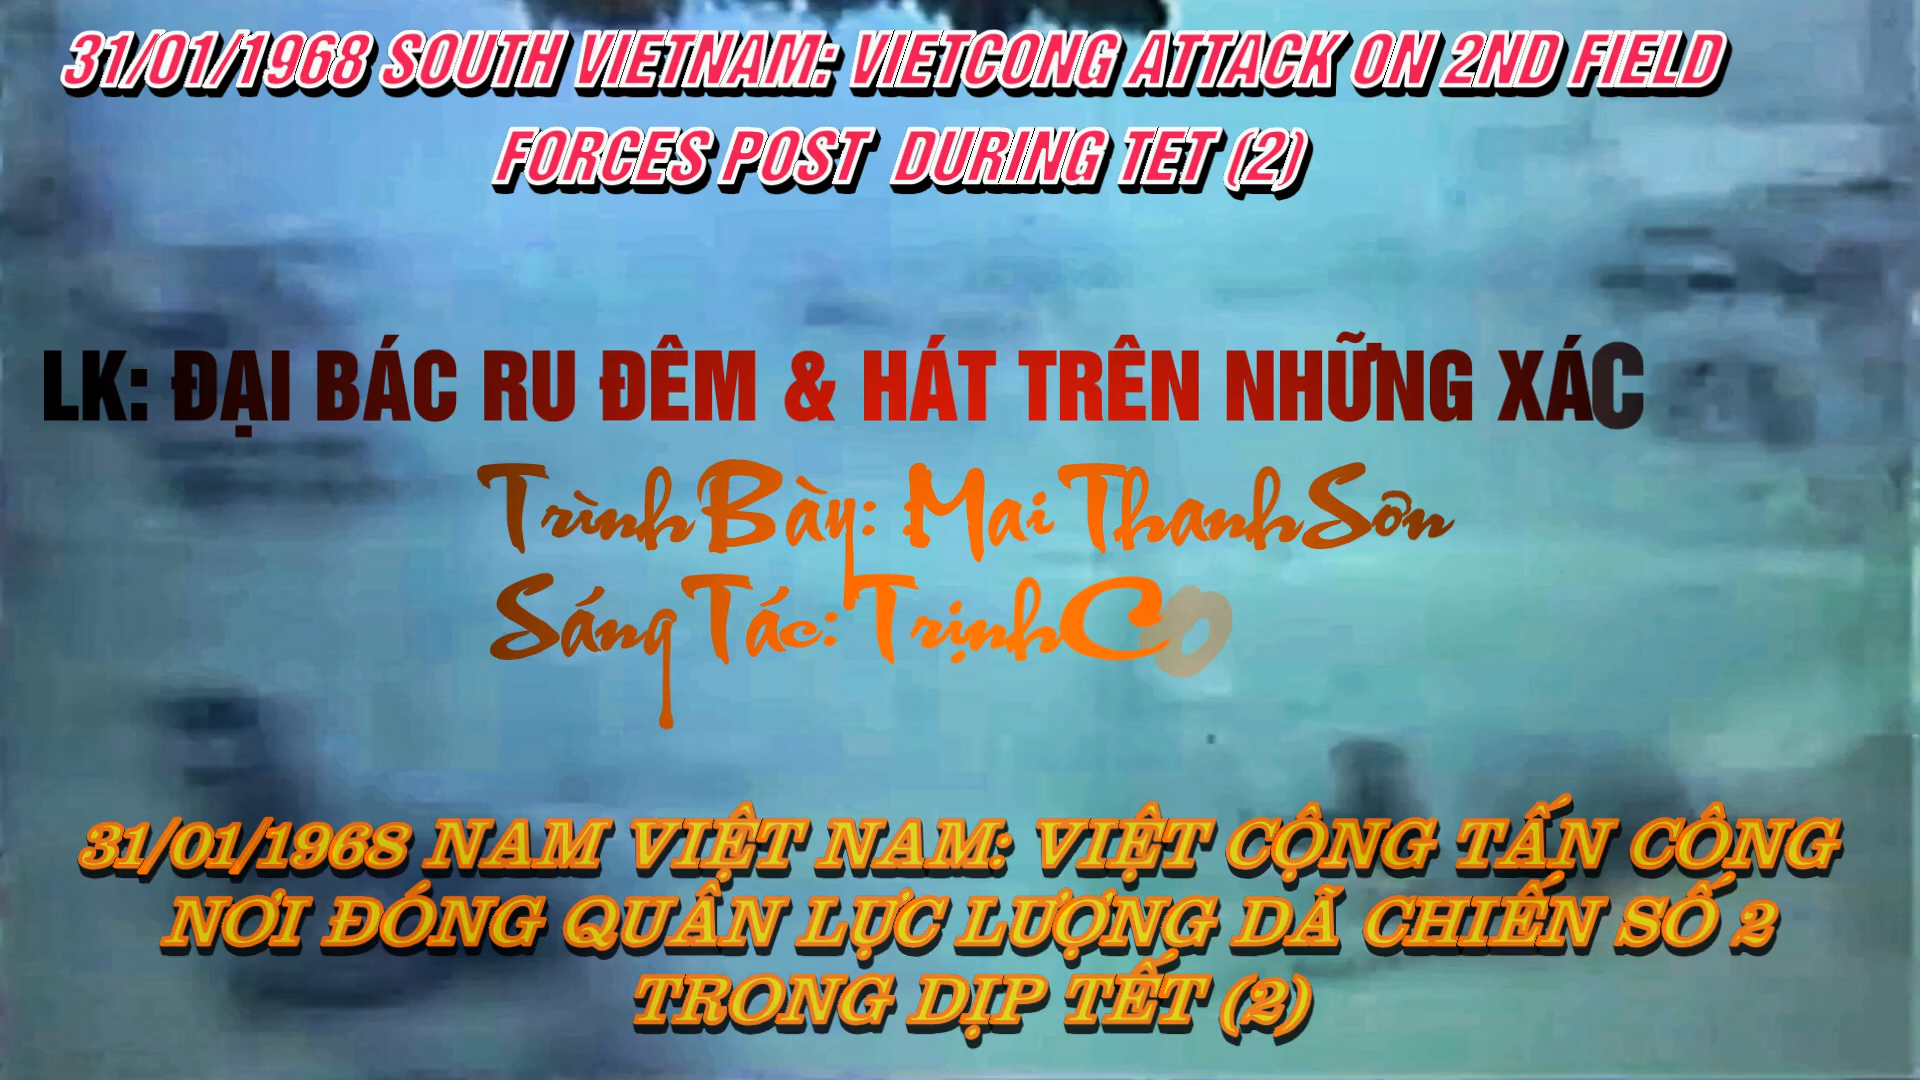 31/01/1968 SOUTH VIETNAM: VIETCONG ATTACK ON 2ND FIELD
FORCES POST DURING TET (2)
LK: ĐẠI BÁC RU ĐÊM & HÁT TRÊN NHỮNG XÁC
Trình Bày: Mai Thanh Sơn
Sáng Tác: Trịnh Co
31/01/1968 NAM VIỆT NAM: VIỆT CỘNG TẤN CÔNG
NƠI ĐÓNG QUÂN LỰC LƯỢNG DÃ CHIẾN SỐ 2
TRONG DỊP TẾT (2)